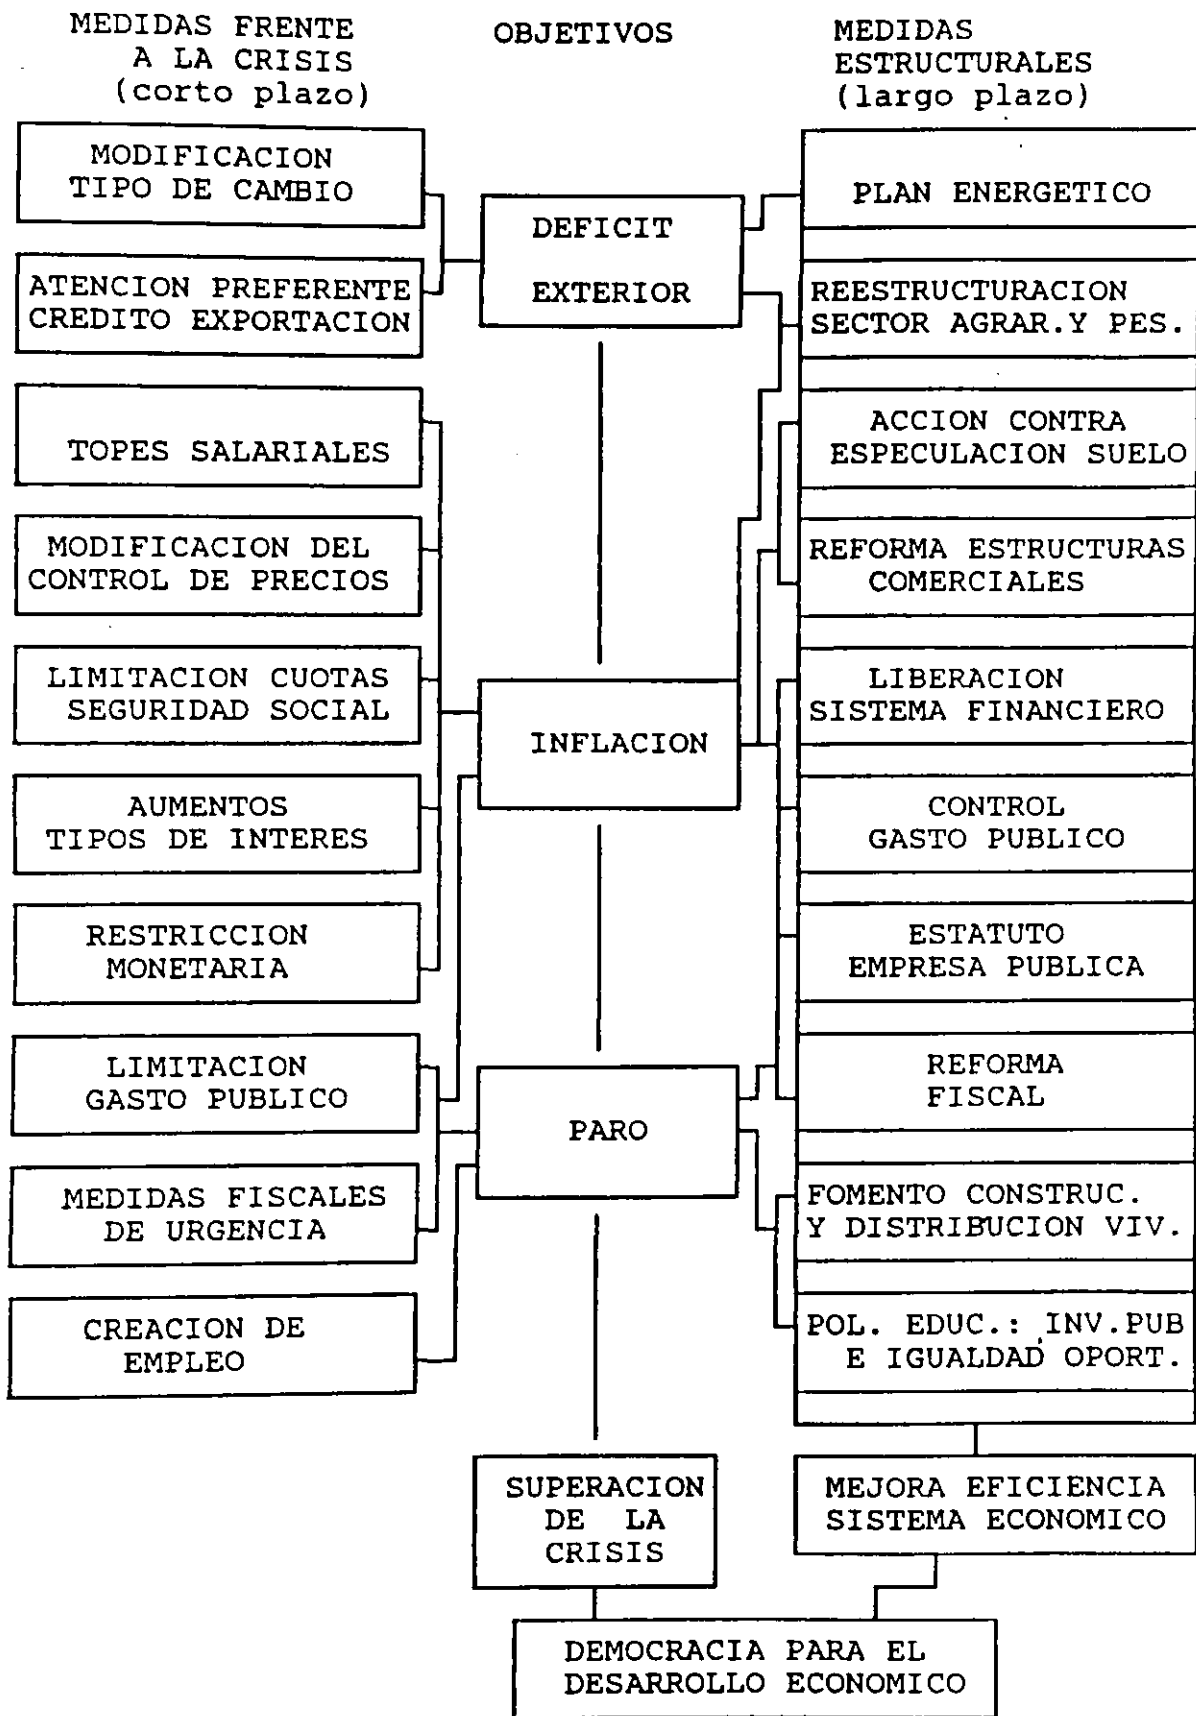 MEDIDAS FRENTE
A LA CRISIS
(corto plazo)
OBJETIVOS
MEDIDAS
ESTRUCTURALES
(largo plazo)
MODIFICACION
TIPO DE CAMBIO
ATENCION PREFERENTE
CREDITO EXPORTACION
TOPES SALARIALES
MODIFICACION DEL
CONTROL DE PRECIOS
LIMITACION CUOTAS
SEGURIDAD SOCIAL
AUMENTOS
TIPOS DE INTERES
RESTRICCION
MONETARIA
LIMITACION
GASTO PUBLICO
MEDIDAS FISCALES
DE URGENCIA
CREACION DE
EMPLEO
DEFICIT
EXTERIOR
INFLACION
PARO
SUPERACION
DE LA
CRISIS
PLAN ENERGETICO
REESTRUCTURACION
SECTOR AGRAR.Y PES.
ACCION CONTRA
ESPECULACION SUELO
REFORMA ESTRUCTURAS
COMERCIALES
LIBERACION
SISTEMA FINANCIERO
CONTROL
GASTO PUBLICO
ESTATUTO
EMPRESA PUBLICA
REFORMA
FISCAL
FOMENTO CONSTRUC.
Y DISTRIBUCION VIV.
POL. EDUC.: INV.PUB
E IGUALDAD OPORT.
MEJORA EFICIENCIA
SISTEMA ECONOMICO
DEMOCRACIA PARA EL
DESARROLLO ECONOMICO